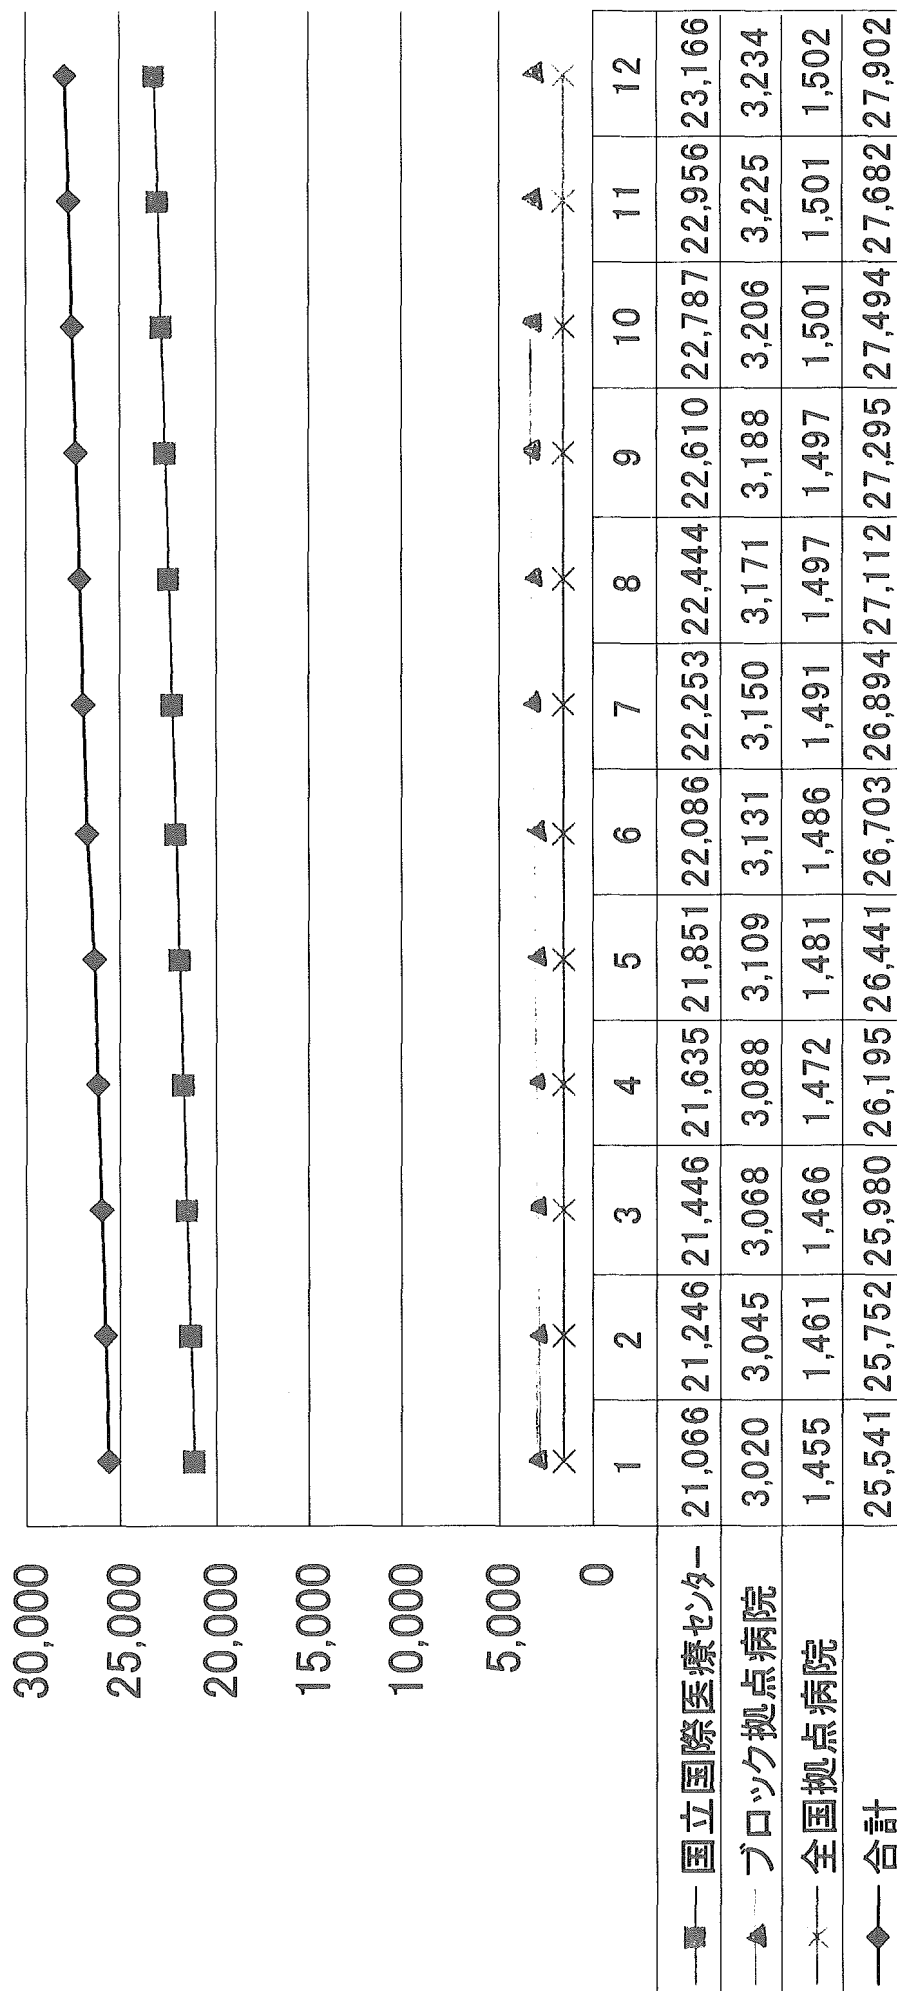 30,000
25,000
20,000
15,000
10,000
5,000
0
1 2 3 4 5 6 7 8 9 10 11 12
国立国際医療センター 21,066 21,246 21,446 21,635 21,851 22,086 22,253 22,444 22,610 22,787 22,956 23,166
ブロック拠点病院 3,020 3,045 3,068 3,088 3,109 3,131 3,150 3,171 3,188 3,206 3,225 3,234
全国拠点病院 1,455 1,461 1,466 1,472 1,481 1,486 1,491 1,497 1,497 1,501 1,501 1,502
合計 25,541 25,752 25,980 26,195 26,441 26,703 26,894 27,112 27,295 27,494 27,682 27,902